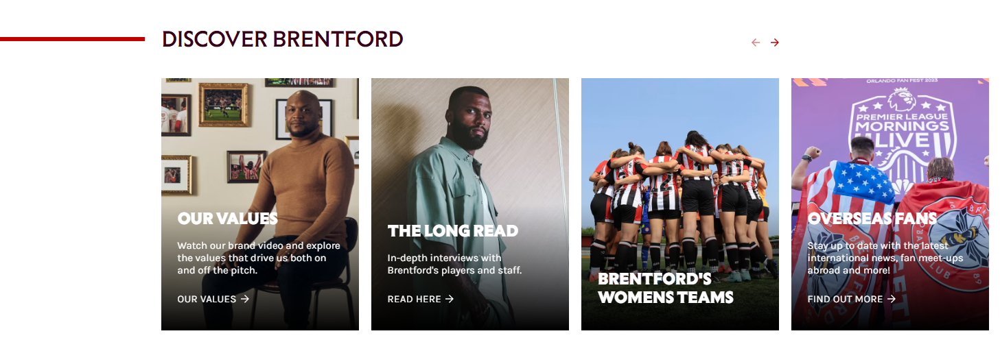 DISCOVER BRENTFORD
OUR VALUES
Watch our brand video and explore
the values that drive us both on
and off the pitch.
OUR VALUES →
THE LONG READ
In-depth interviews with
Brentford's players and staff.
READ HERE →
BRENTFORD'S
WOMENS TEAMS
ORLANDO FAN FEST 2023
PREMIER LEAGUE
MORNINGS
LIVE
OVERSEAS FANS
Stay up to date with the latest
international news, fan meet-ups
abroad and more!
FIND OUT MORE →
12
CLUB
89